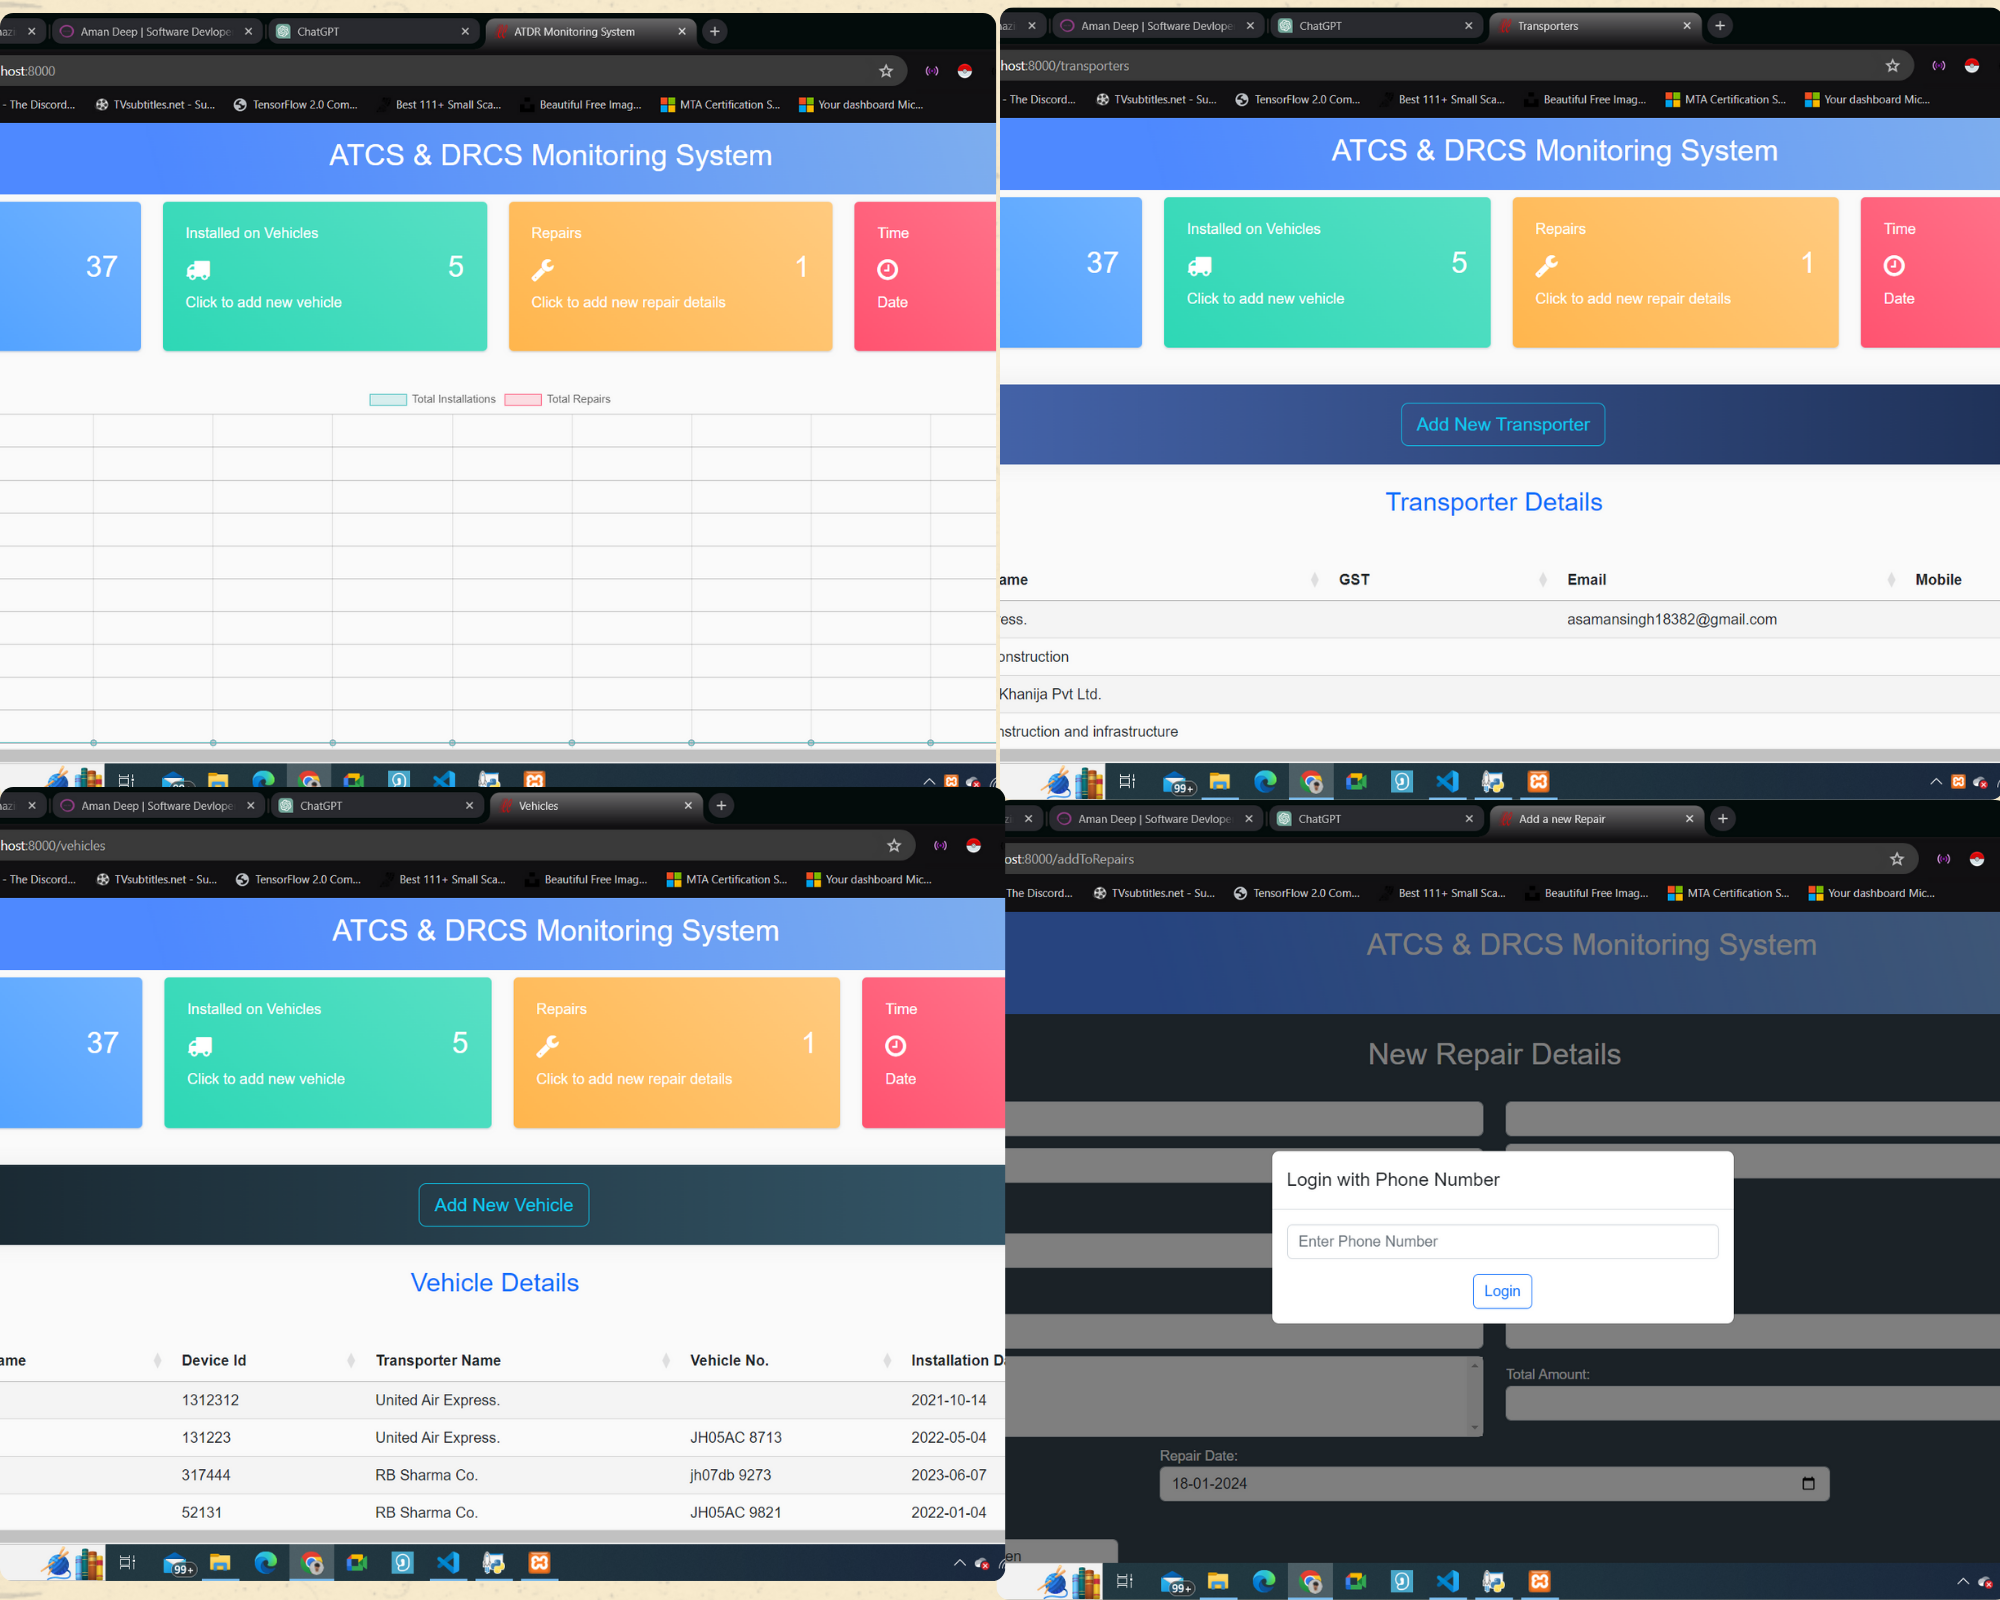 Aman Deep | Software Devlope
ChatGPT
ATDR Monitoring System
host:8000
- The Discord...
TVsubtitles.net - Su...
TensorFlow 2.0 Com...
Best 111+ Small Sca...
Beautiful Free Imag...
MTA Certification S...
Your dashboard Mic...
ATCS & DRCS Monitoring System
37
Installed on Vehicles
5
Click to add new vehicle
Repairs
1
Click to add new repair details
Time
Date
Total Installations
Total Repairs
Aman Deep | Software Devlope
ChatGPT
Transporters
host:8000/transporters
- The Discord...
TVsubtitles.net - Su...
TensorFlow 2.0 Com...
Best 111+ Small Sca...
Beautiful Free Imag...
MTA Certification S...
Your dashboard Mic...
ATCS & DRCS Monitoring System
37
Installed on Vehicles
5
Click to add new vehicle
Repairs
1
Click to add new repair details
Time
Date
Add New Transporter
Transporter Details
ame GST Email Mobile
ess. asamansingh18382@gmail.com
onstruction
Khanija Pvt Ltd.
nstruction and infrastructure
99+
Aman Deep | Software Devlope
ChatGPT
Vehicles
host:8000/vehicles
- The Discord...
TVsubtitles.net - Su...
TensorFlow 2.0 Com...
Best 111+ Small Sca...
Beautiful Free Imag...
MTA Certification S...
Your dashboard Mic...
ATCS & DRCS Monitoring System
37
Installed on Vehicles
5
Click to add new vehicle
Repairs
1
Click to add new repair details
Time
Date
Add New Vehicle
Vehicle Details
ame Device Id Transporter Name Vehicle No. Installation D
1312312 United Air Express. 2021-10-14
131223 United Air Express. JH05AC 8713 2022-05-04
317444 RB Sharma Co. jh07db 9273 2023-06-07
52131 RB Sharma Co. JH05AC 9821 2022-01-04
99+
Aman Deep | Software Devlope
ChatGPT
Add a new Repair
ost:8000/addToRepairs
The Discord...
TVsubtitles.net - Su...
TensorFlow 2.0 Com...
Best 111+ Small Sca...
Beautiful Free Imag...
MTA Certification S...
Your dashboard Mic...
ATCS & DRCS Monitoring System
New Repair Details
Login with Phone Number
Enter Phone Number
Login
Total Amount:
Repair Date:
18-01-2024
en
99+